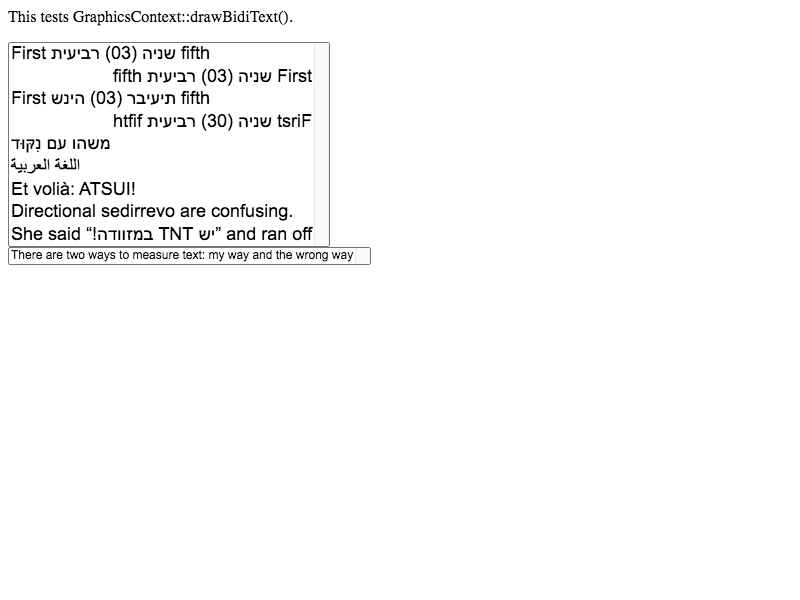 This tests GraphicsContext::drawBidiText().
First שניה (03) רביעית fifth
First שניה (03) רביעית fifth
First תיעיבר (03) הינש fifth
tsriF שניה (30) רביעית htfif
משהו עם נִקּוּד
اللغة العربية
Et volià: ATSUI!
Directional sedirrevo are confusing.
She said “יש TNT במזוודה!” and ran off
There are two ways to measure text: my way and the wrong way